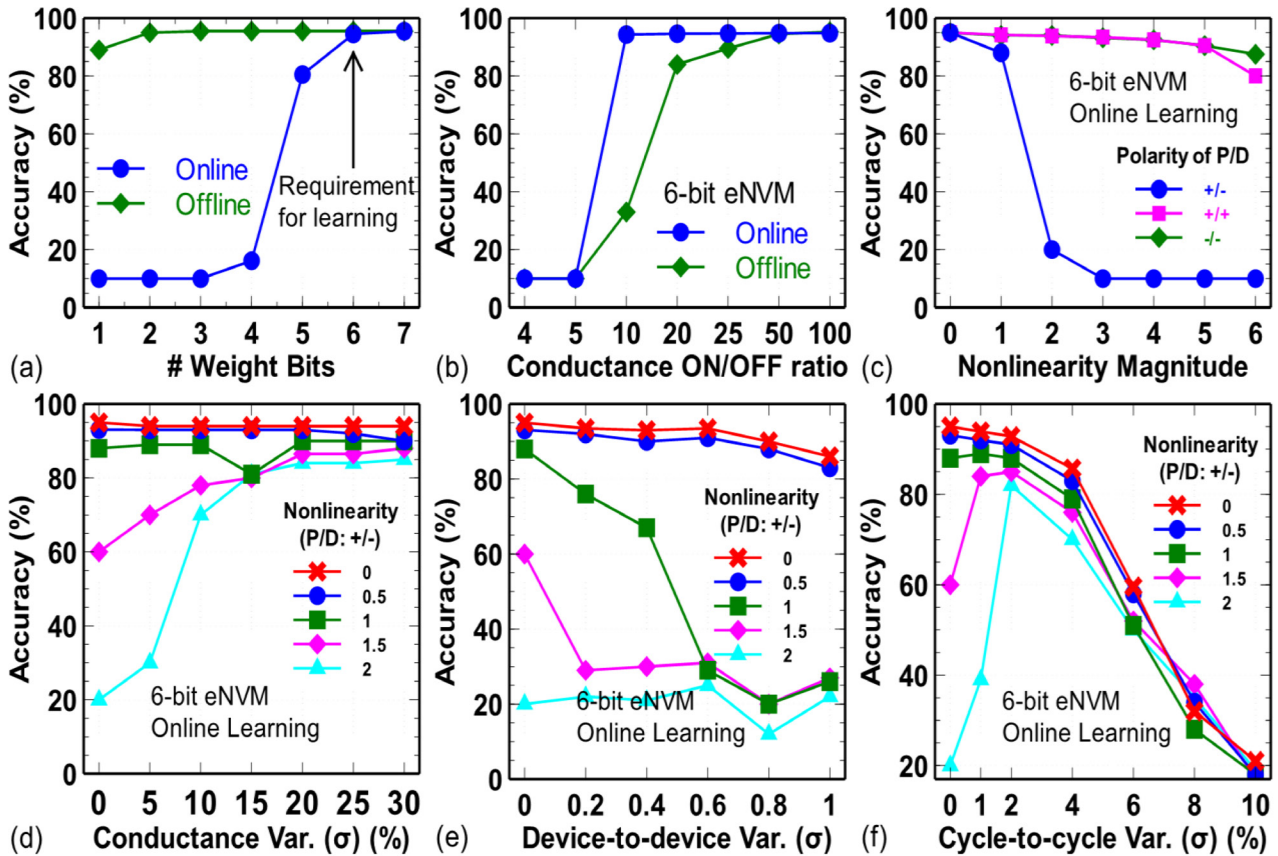 100
80
60
40
20
0
Accuracy (%)
Online
Offline
Requirement
for learning
1 2 3 4 5 6 7
(a) # Weight Bits
100
80
60
40
20
0
Accuracy (%)
6-bit eNVM
Online
Offline
4 5 10 20 25 50 100
(b) Conductance ON/OFF ratio
100
80
60
40
20
0
Accuracy (%)
6-bit eNVM
Online Learning
Polarity of P/D
+/-
+/+
-/-
0 1 2 3 4 5 6
(c) Nonlinearity Magnitude
100
80
60
40
20
0
Accuracy (%)
Nonlinearity
(P/D: +/-)
0
0.5
1
1.5
2
6-bit eNVM
Online Learning
0 5 10 15 20 25 30
(d) Conductance Var. (σ) (%)
100
80
60
40
20
0
Accuracy (%)
Nonlinearity
(P/D: +/-)
0
0.5
1
1.5
2
6-bit eNVM
Online Learning
0 0.2 0.4 0.6 0.8 1
(e) Device-to-device Var. (σ)
100
80
60
40
20
Accuracy (%)
Nonlinearity
(P/D: +/-)
0
0.5
1
1.5
2
6-bit eNVM
Online Learning
0 1 2 4 6 8 10
(f) Cycle-to-cycle Var. (σ) (%)